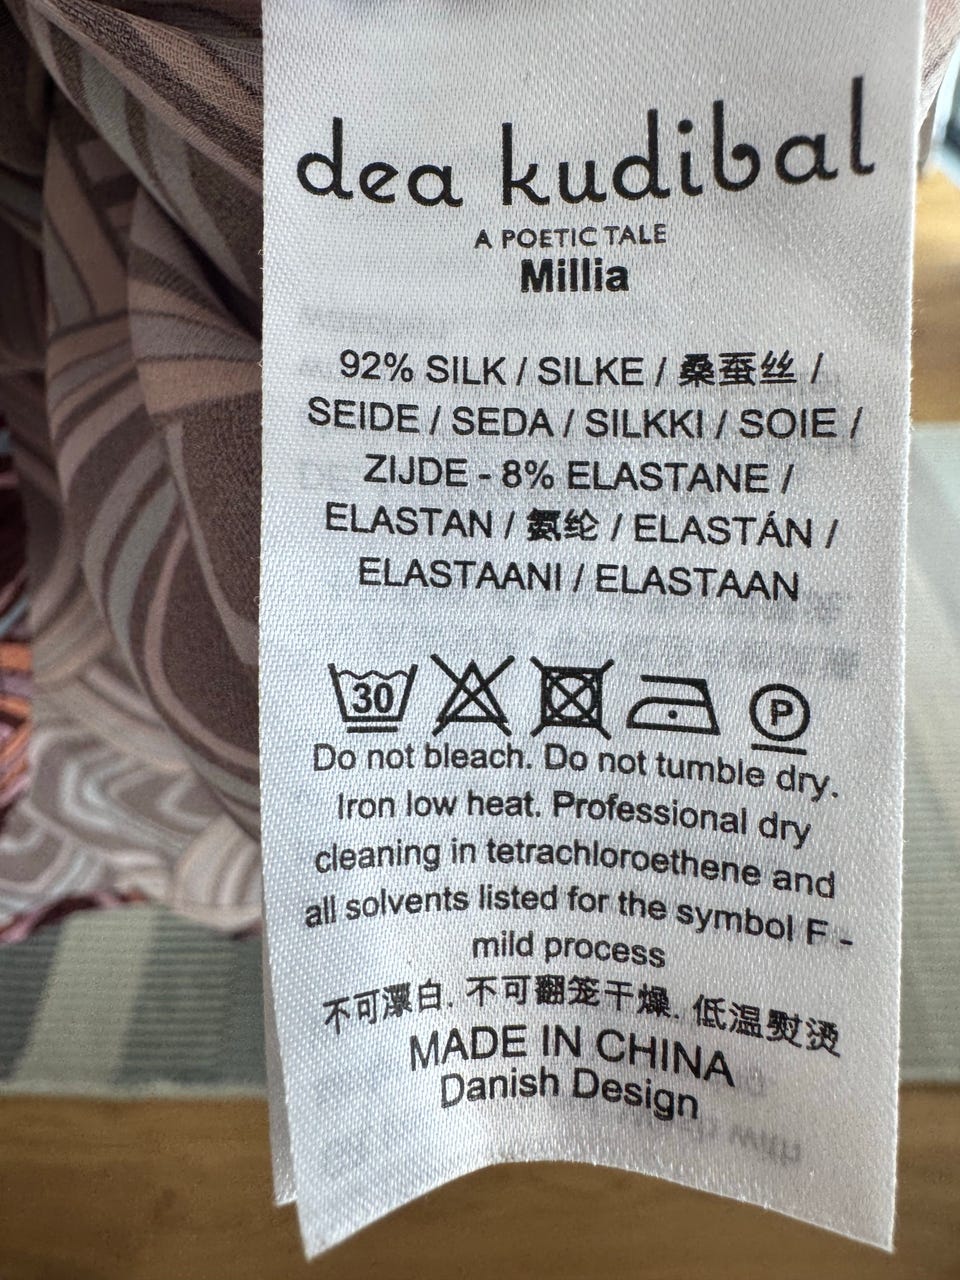 dea kudibal
A POETIC TALE
Millia
92% SILK / SILKE / 桑蚕丝 /
SEIDE / SEDA / SILKKI / SOIE /
ZIJDE - 8% ELASTANE /
ELASTAN / 氨纶 / ELASTÁN /
ELASTAANI / ELASTAAN
30 P
Do not bleach. Do not tumble dry.
Iron low heat. Professional dry
cleaning in tetrachloroethene and
all solvents listed for the symbol F -
mild process
不可漂白. 不可翻笼干燥. 低温熨烫
MADE IN CHINA
Danish Design